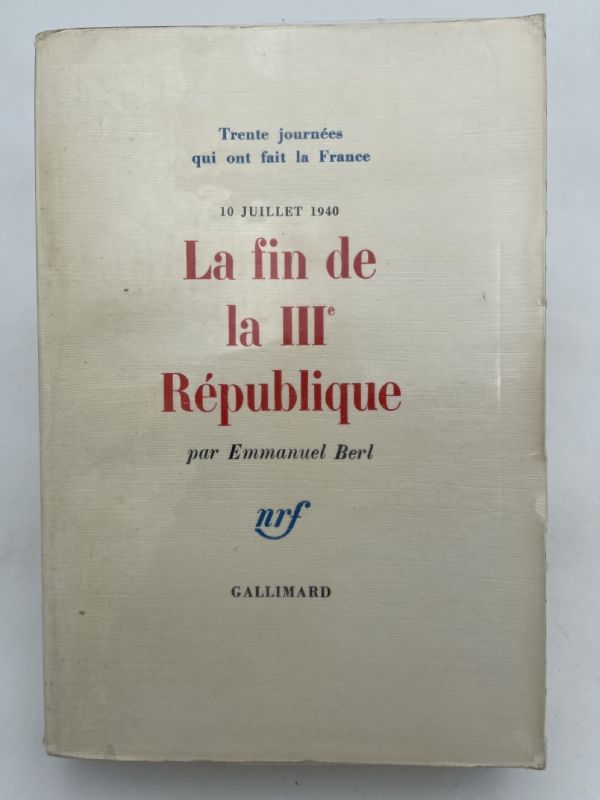 Trente journées
qui ont fait la France
10 JUILLET 1940
La fin de
la IIIe
République
par Emmanuel Berl
nrf
GALLIMARD